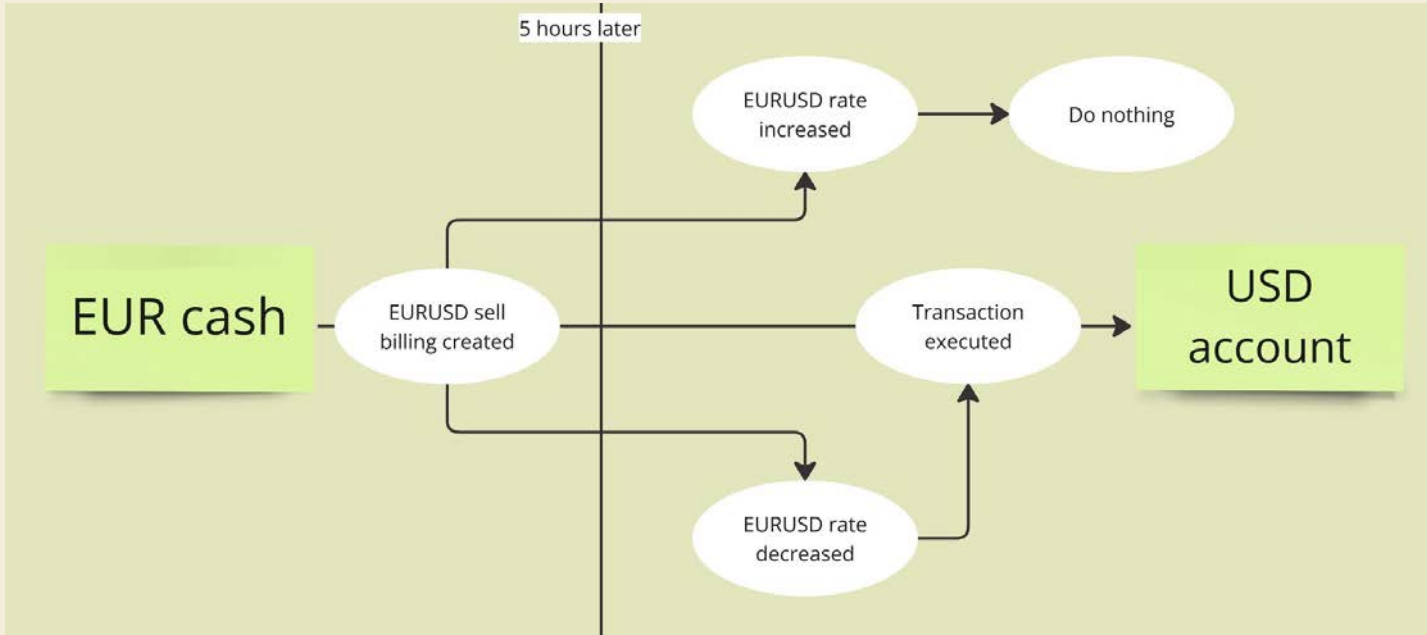 5 hours later
EURUSD rate
increased
Do nothing
EUR cash
EURUSD sell
billing created
Transaction
executed
USD
account
EURUSD rate
decreased